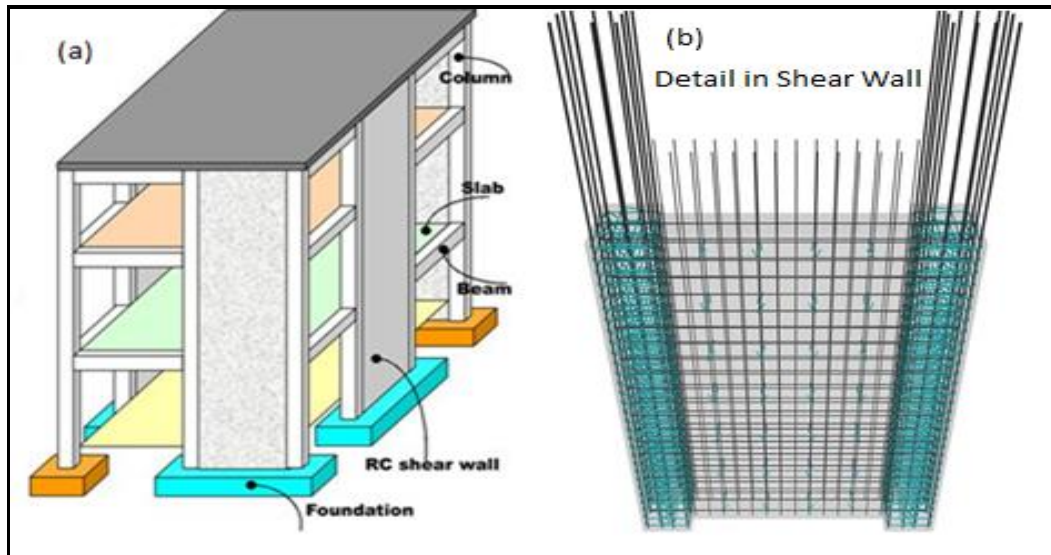 (a)
Column
Slab
Beam
RC shear wall
Foundation
(b)
Detail in Shear Wall